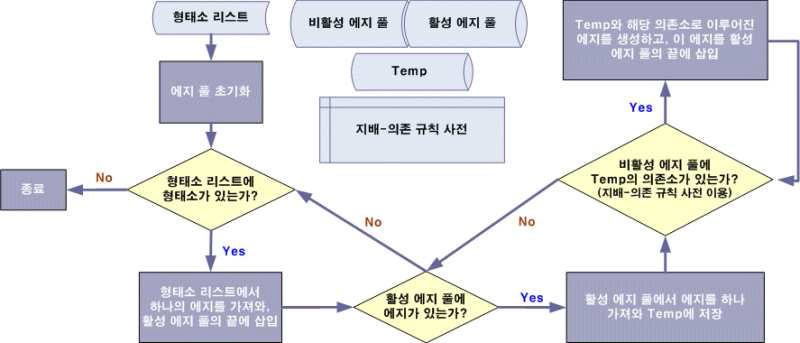 형태소 리스트
비활성 에지 풀
활성 에지 풀
Temp
지배-의존 규칙 사전
에지 풀 초기화
형태소 리스트에
형태소가 있는가?
No
종료
Yes
형태소 리스트에서
하나의 에지를 가져와,
활성 에지 풀의 끝에 삽입
활성 에지 풀에
에지가 있는가?
No
Yes
활성 에지 풀에서 에지를 하나
가져와 Temp에 저장
비활성 에지 풀에
Temp의 의존소가 있는가?
(지배-의존 규칙 사전 이용)
No
Yes
Temp와 해당 의존소로 이루어진
에지를 생성하고, 이 에지를 활성
에지 풀의 끝에 삽입